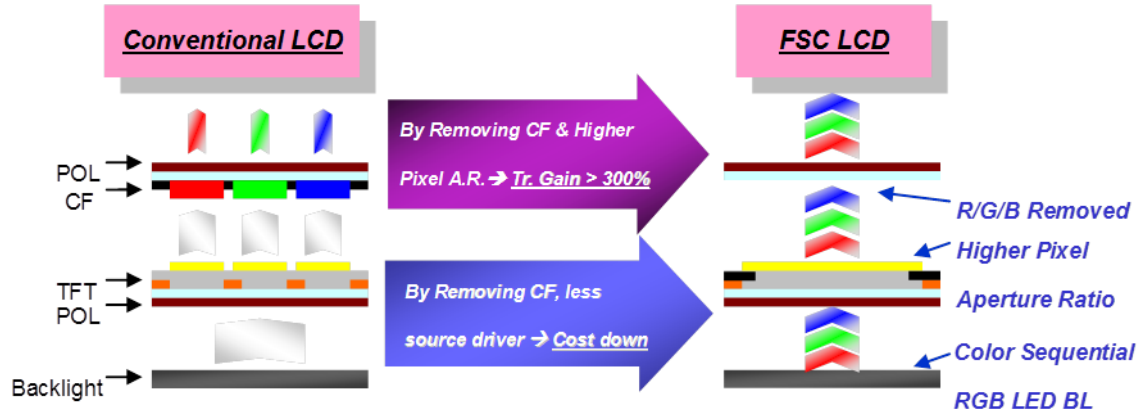 Conventional LCD
FSC LCD
POL
CF
TFT
POL
Backlight
By Removing CF & Higher
Pixel A.R.→ Tr. Gain > 300%
By Removing CF, less
source driver → Cost down
R/G/B Removed
Higher Pixel
Aperture Ratio
Color Sequential
RGB LED BL